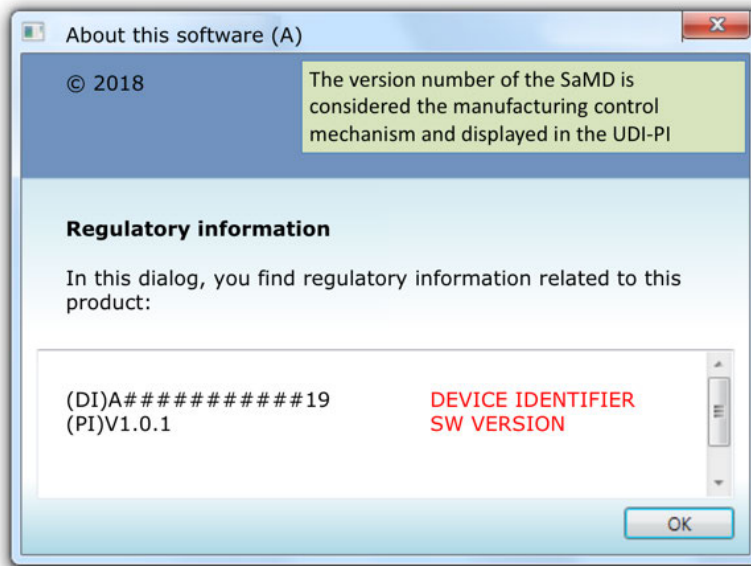 About this software (A)
© 2018
The version number of the SaMD is
considered the manufacturing control
mechanism and displayed in the UDI-PI
Regulatory information
In this dialog, you find regulatory information related to this
product:
(DI)A###########19 DEVICE IDENTIFIER
(PI)V1.0.1 SW VERSION
OK